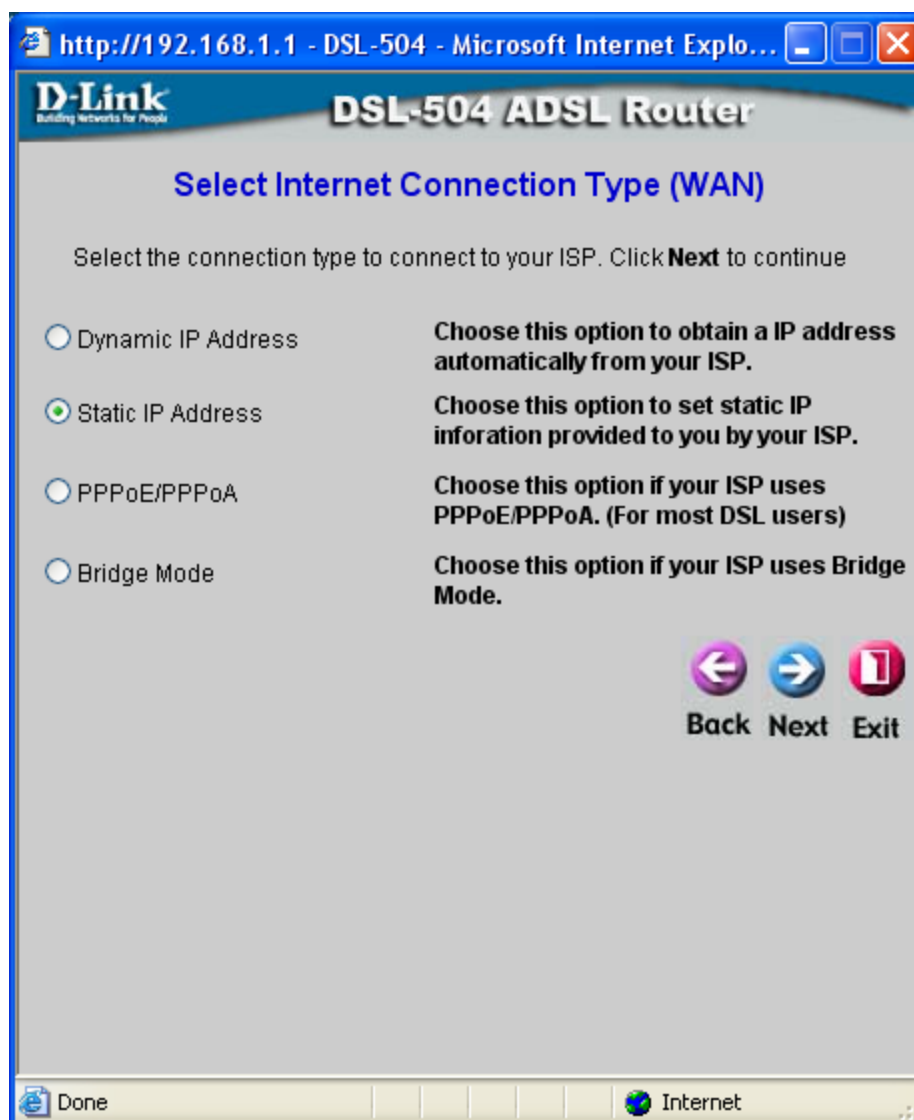 http://192.168.1.1 - DSL-504 - Microsoft Internet Explo...
D-Link
Building Networks for People
DSL-504 ADSL Router
Select Internet Connection Type (WAN)
Select the connection type to connect to your ISP. Click Next to continue
Dynamic IP Address
Choose this option to obtain a IP address
automatically from your ISP.
Static IP Address
Choose this option to set static IP
inforation provided to you by your ISP.
PPPoE/PPPoA
Choose this option if your ISP uses
PPPoE/PPPoA. (For most DSL users)
Bridge Mode
Choose this option if your ISP uses Bridge
Mode.
Back Next Exit
Done
Internet